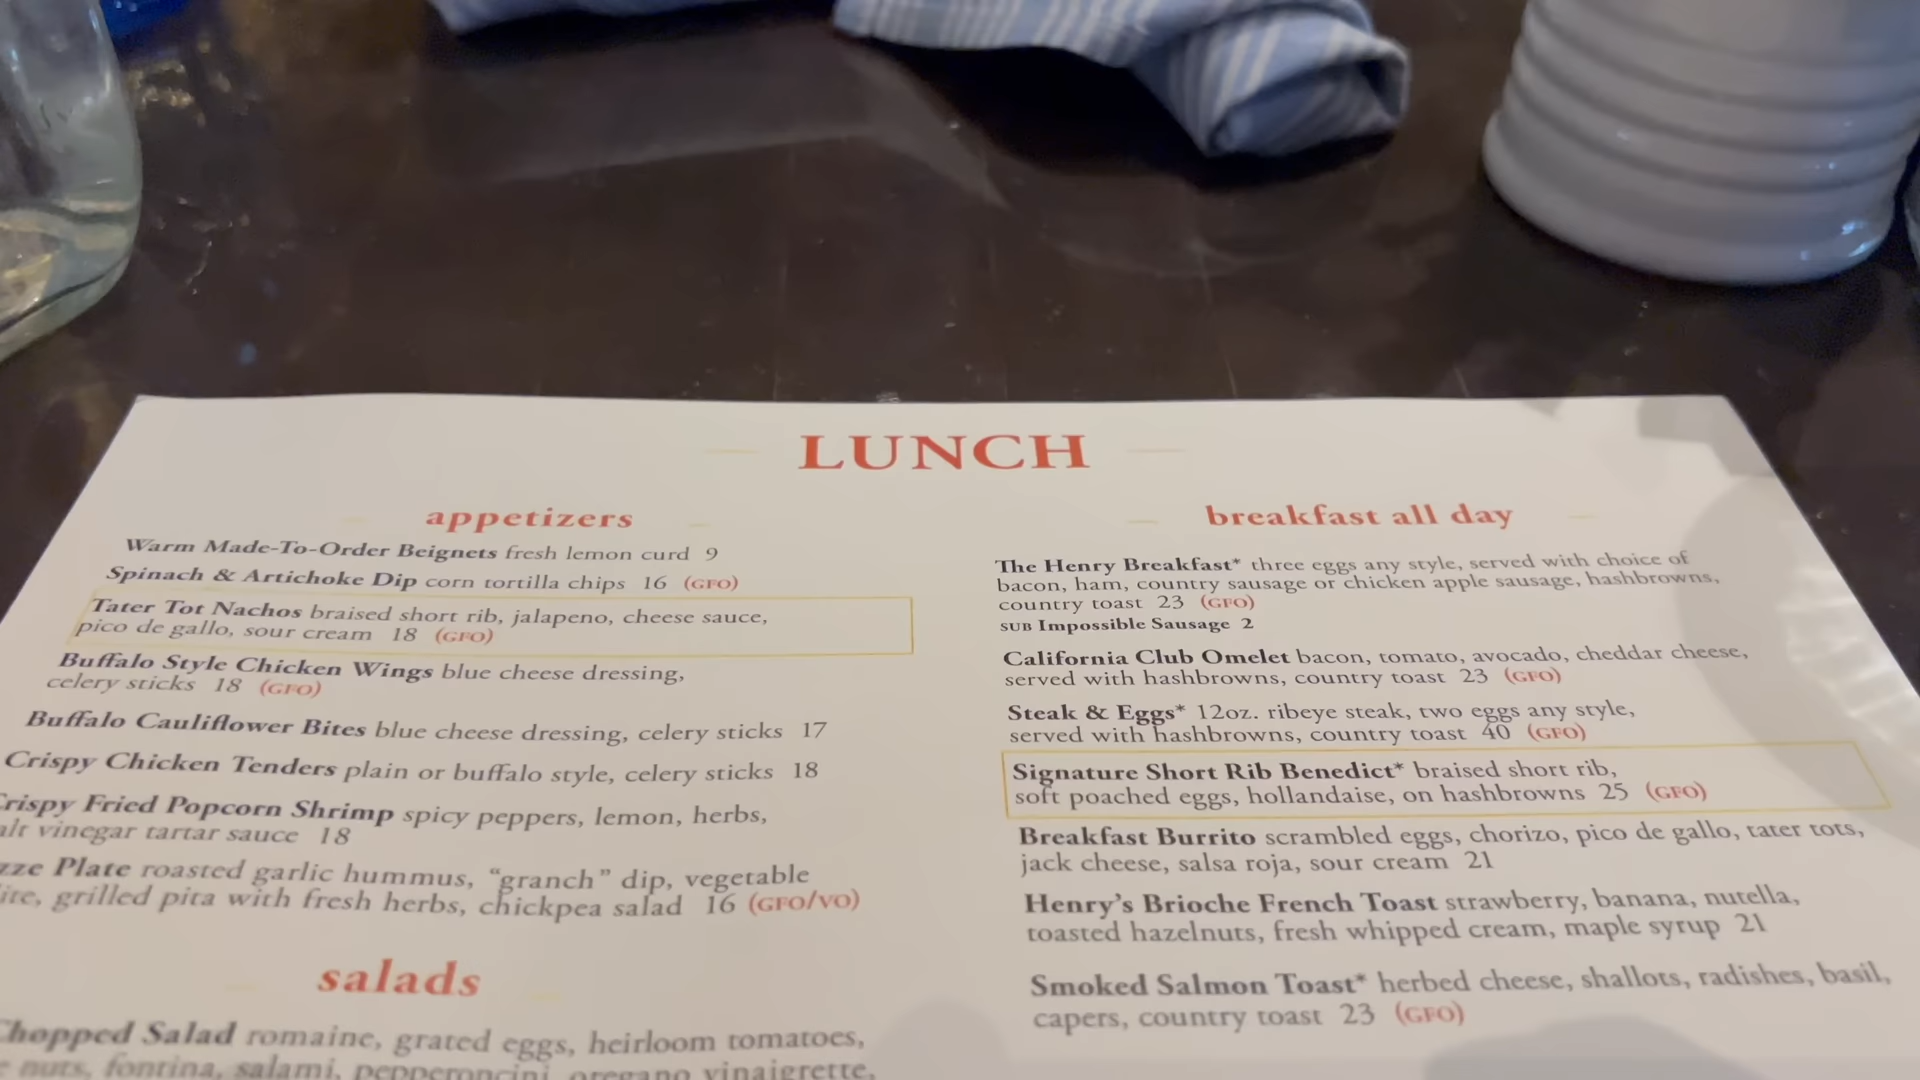 LUNCH
appetizers
Warm Made-To-Order Beignets fresh lemon curd 9
Spinach & Artichoke Dip corn tortilla chips 16 (GFO)
Tater Tot Nachos braised short rib, jalapeno, cheese sauce,
pico de gallo, sour cream 18 (GFO)
Buffalo Style Chicken Wings blue cheese dressing,
celery sticks 18 (GFO)
Buffalo Cauliflower Bites blue cheese dressing, celery sticks 17
Crispy Chicken Tenders plain or buffalo style, celery sticks 18
Crispy Fried Popcorn Shrimp spicy peppers, lemon, herbs,
vinegar tartar sauce 18
Plate roasted garlic hummus, “granch” dip, vegetable
grilled pita with fresh herbs, chickpea salad 16 (GFO/VO)
salads
Chopped Salad romaine, grated eggs, heirloom tomatoes,
nuts, fontina, salami, pepperoncini, oregano vinaigrette,
breakfast all day
The Henry Breakfast* three eggs any style, served with choice of
bacon, ham, country sausage or chicken apple sausage, hashbrowns,
country toast 23 (GFO)
SUB Impossible Sausage 2
California Club Omelet bacon, tomato, avocado, cheddar cheese,
served with hashbrowns, country toast 23 (GFO)
Steak & Eggs* 12oz. ribeye steak, two eggs any style,
served with hashbrowns, country toast 40 (GFO)
Signature Short Rib Benedict* braised short rib,
soft poached eggs, hollandaise, on hashbrowns 25 (GFO)
Breakfast Burrito scrambled eggs, chorizo, pico de gallo, tater tots,
jack cheese, salsa roja, sour cream 21
Henry's Brioche French Toast strawberry, banana, nutella,
toasted hazelnuts, fresh whipped cream, maple syrup 21
Smoked Salmon Toast* herbed cheese, shallots, radishes, basil,
capers, country toast 23 (GFO)